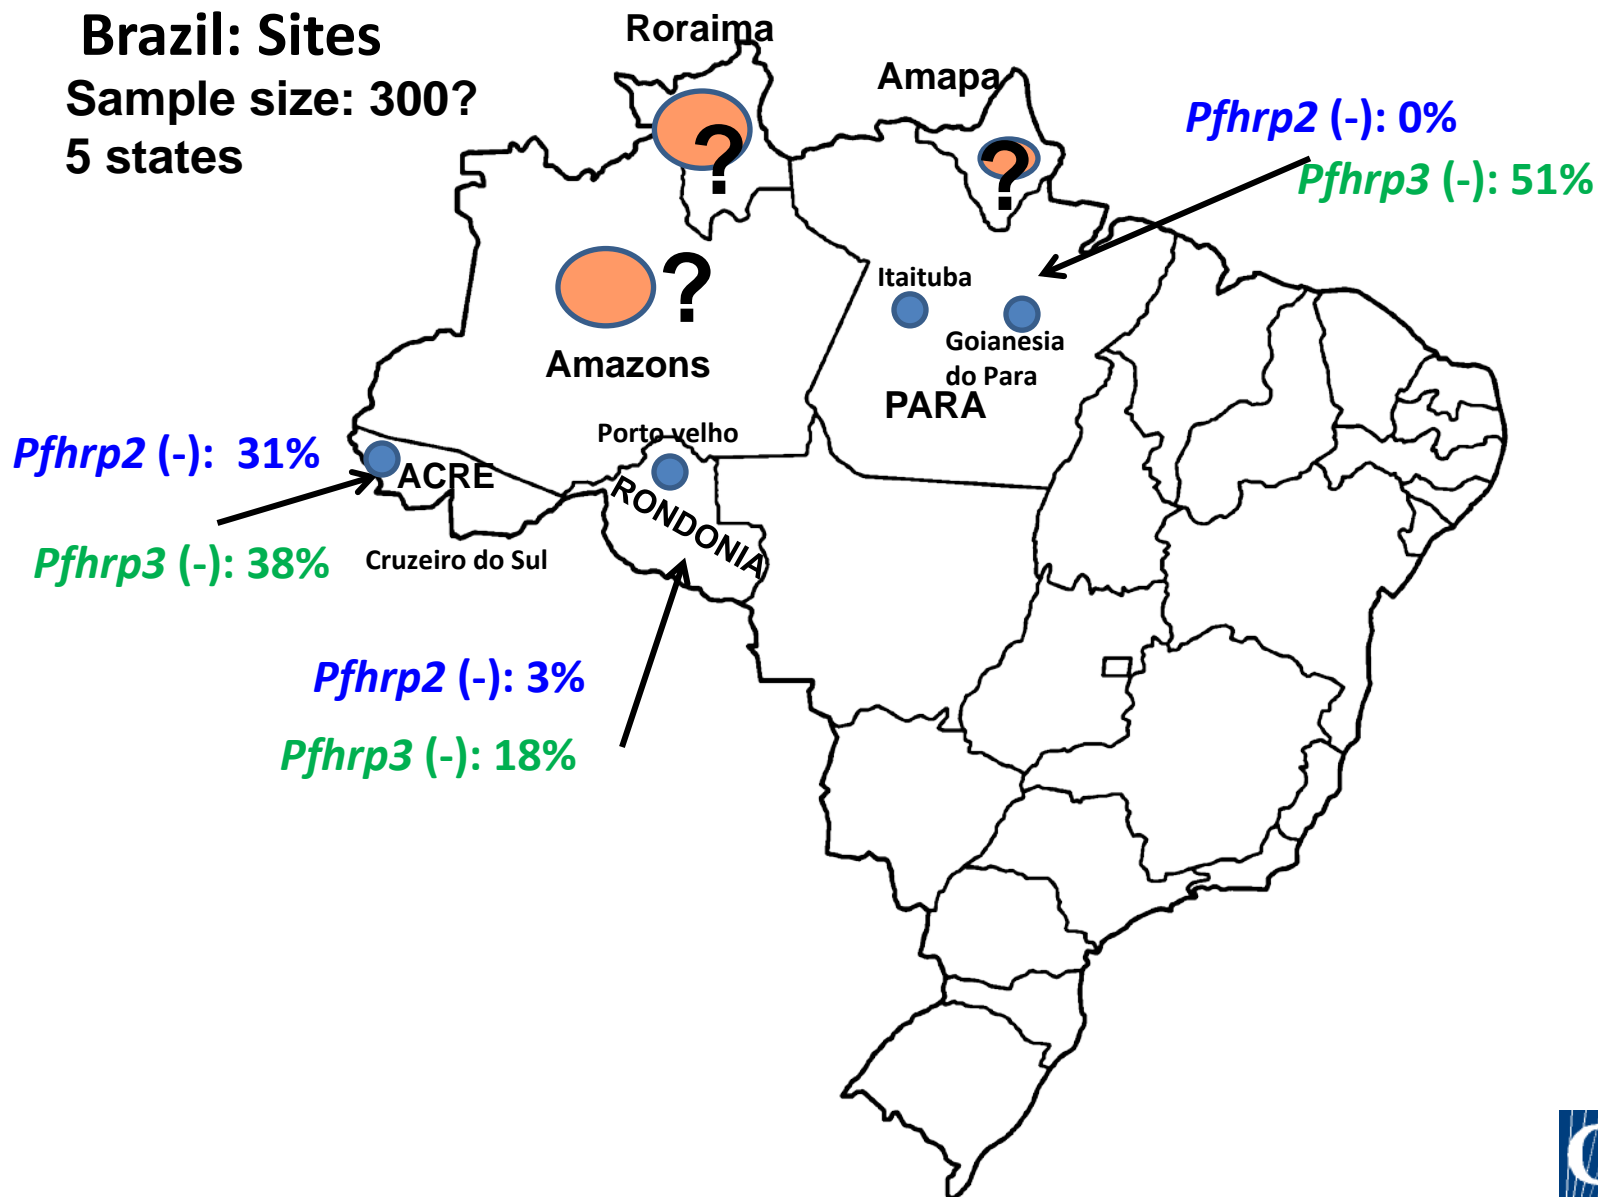 Brazil: Sites
Sample size: 300?
5 states
Roraima
Amapa
Pfhrp2 (-): 0%
Pfhrp3 (-): 51%
?
?
?
Itaituba
Goianesia
do Para
PARA
Amazons
Porto velho
Pfhrp2 (-):  31%
ACRE
RONDONIA
Pfhrp3 (-): 38%
Cruzeiro do Sul
Pfhrp2 (-): 3%
Pfhrp3 (-): 18%